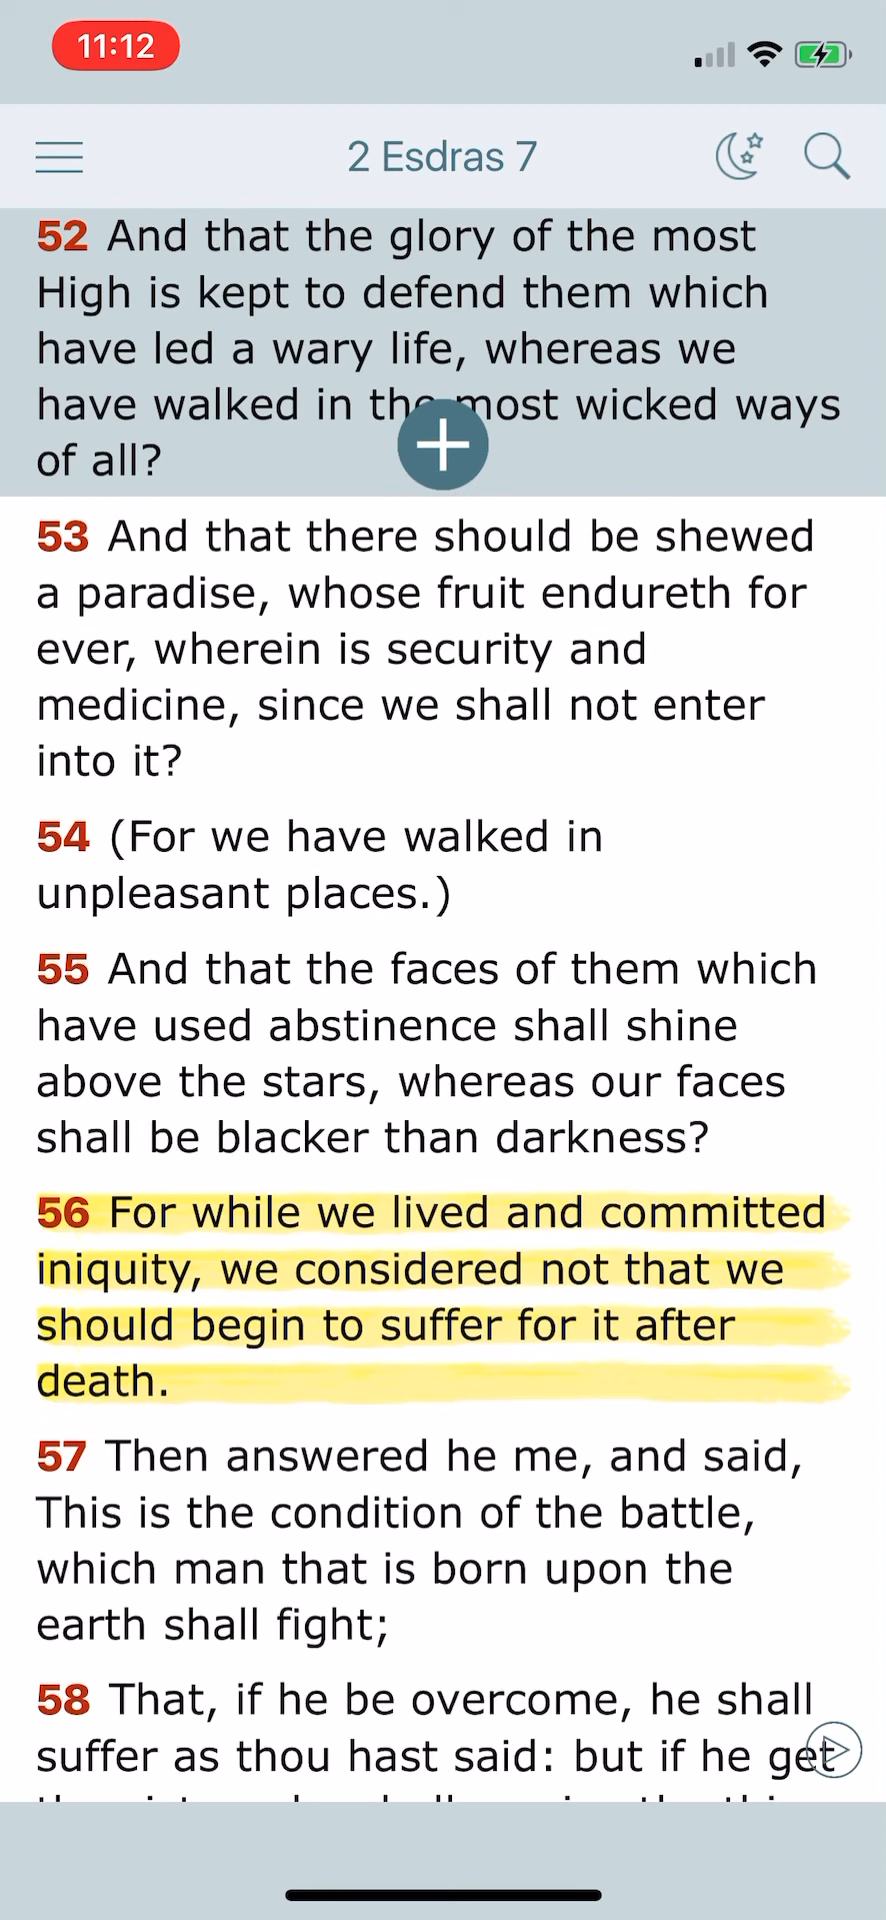 11:12
2 Esdras 7
52 And that the glory of the most
High is kept to defend them which
have led a wary life, whereas we
have walked in the most wicked ways
of all?
53 And that there should be shewed
a paradise, whose fruit endureth for
ever, wherein is security and
medicine, since we shall not enter
into it?
54 (For we have walked in
unpleasant places.)
55 And that the faces of them which
have used abstinence shall shine
above the stars, whereas our faces
shall be blacker than darkness?
56 For while we lived and committed
iniquity, we considered not that we
should begin to suffer for it after
death.
57 Then answered he me, and said,
This is the condition of the battle,
which man that is born upon the
earth shall fight;
58 That, if he be overcome, he shall
suffer as thou hast said: but if he get